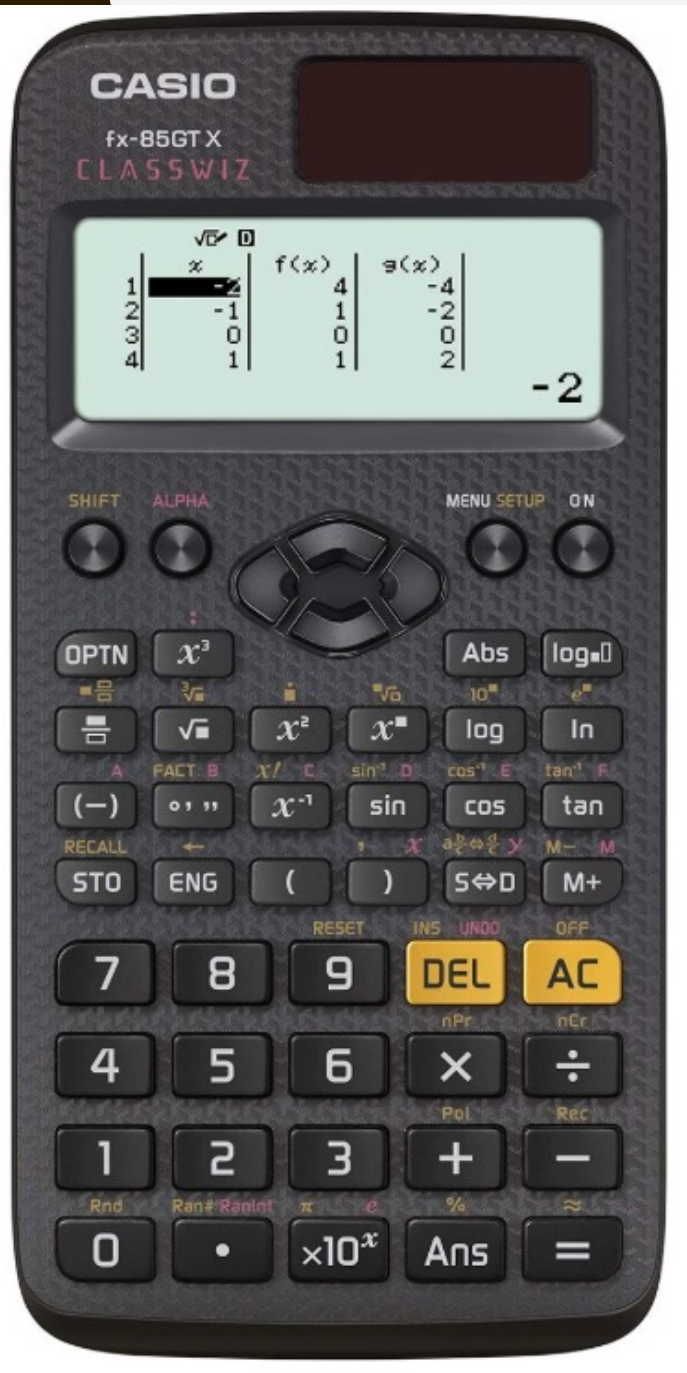 CASIO
fx-85GT X
CLASSWIZ
√□ D
x f(x) g(x)
1 -2 4 -4
2 -1 1 -2
3 0 0 0
4 1 1 2
-2
SHIFT ALPHA MENU SETUP ON
:
OPTN x³ Abs log■□
■■/□ ³√■ ■̇ ■√□ 10■ e■
■/□ √■ x² x■ log ln
A FACT B x! C sin⁻¹ D cos⁻¹ E tan⁻¹ F
(−) ° ’ ” x⁻¹ sin cos tan
RECALL ← , x a b/c⇔d/c y M− M
STO ENG ( ) S⇔D M+
RESET INS UNDO OFF
7 8 9 DEL AC
nPr nCr
4 5 6 × ÷
Pol Rec
1 2 3 + −
Rnd Ran# RanInt π e % ≈
0 • ×10ˣ Ans =